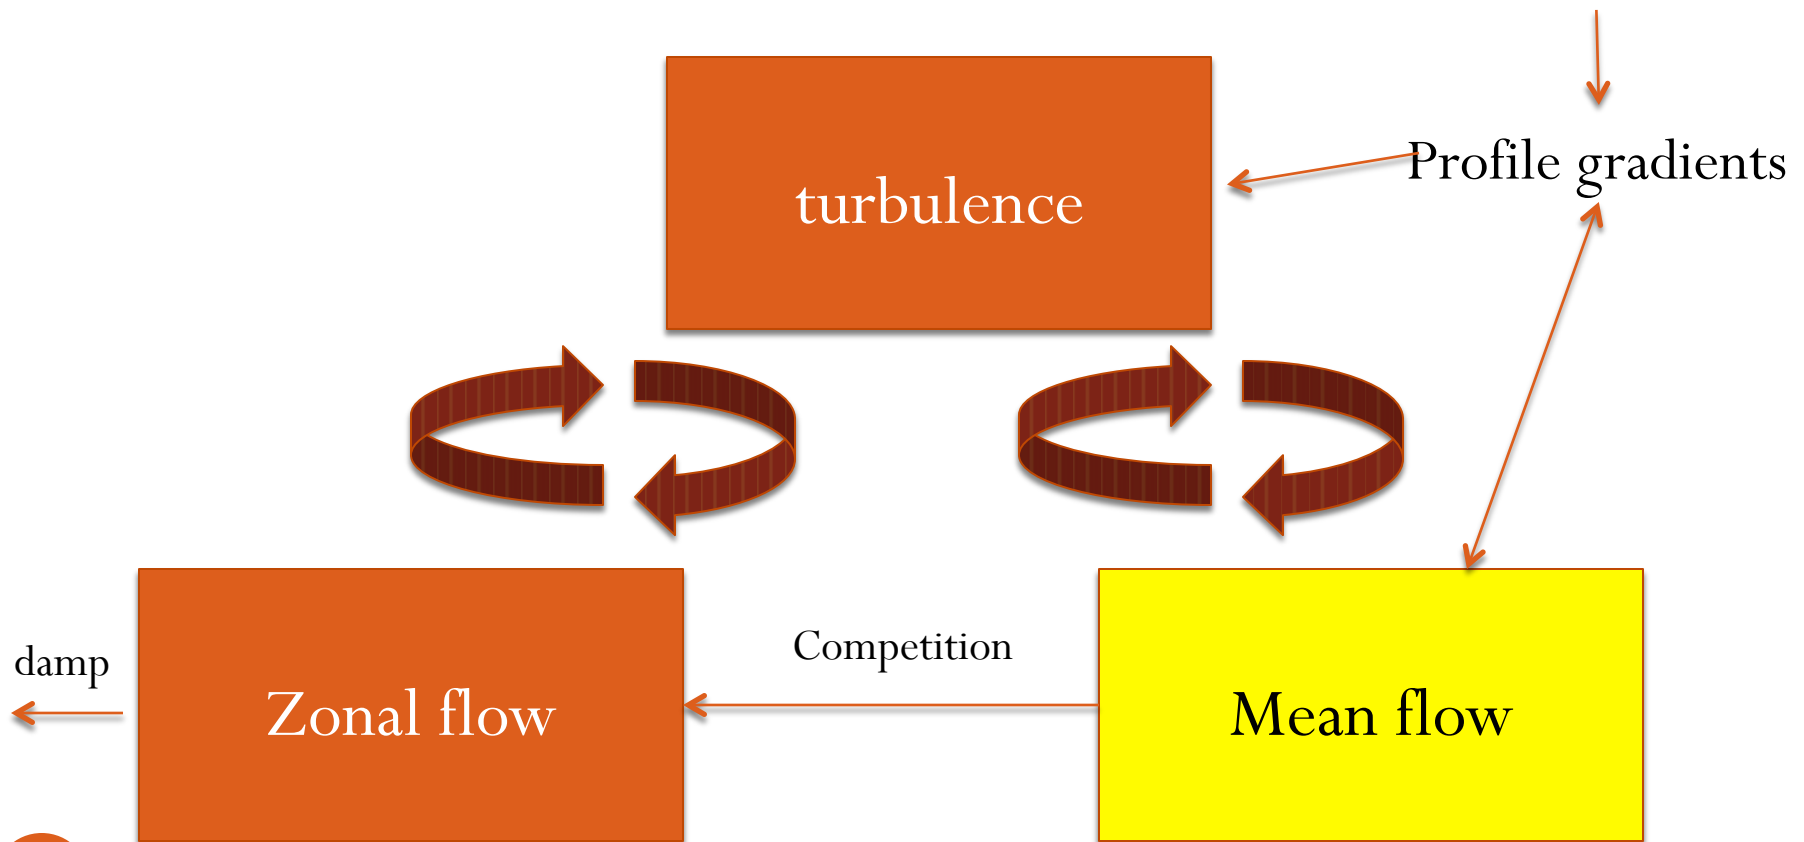 Profile gradients
turbulence
Competition
damp
Zonal flow
Mean flow